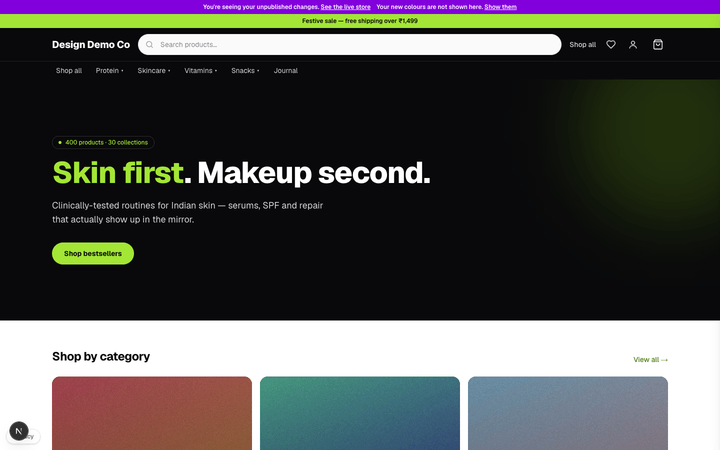 You're seeing your unpublished changes. See the live store Your new colours are not shown here. Show them
Festive sale — free shipping over ₹1,499
Design Demo Co
Search products...
Shop all
Shop all Protein Skincare Vitamins Snacks Journal
400 products · 30 collections
Skin first. Makeup second.
Clinically-tested routines for Indian skin — serums, SPF and repair
that actually show up in the mirror.
Shop bestsellers
Shop by category
View all →
N